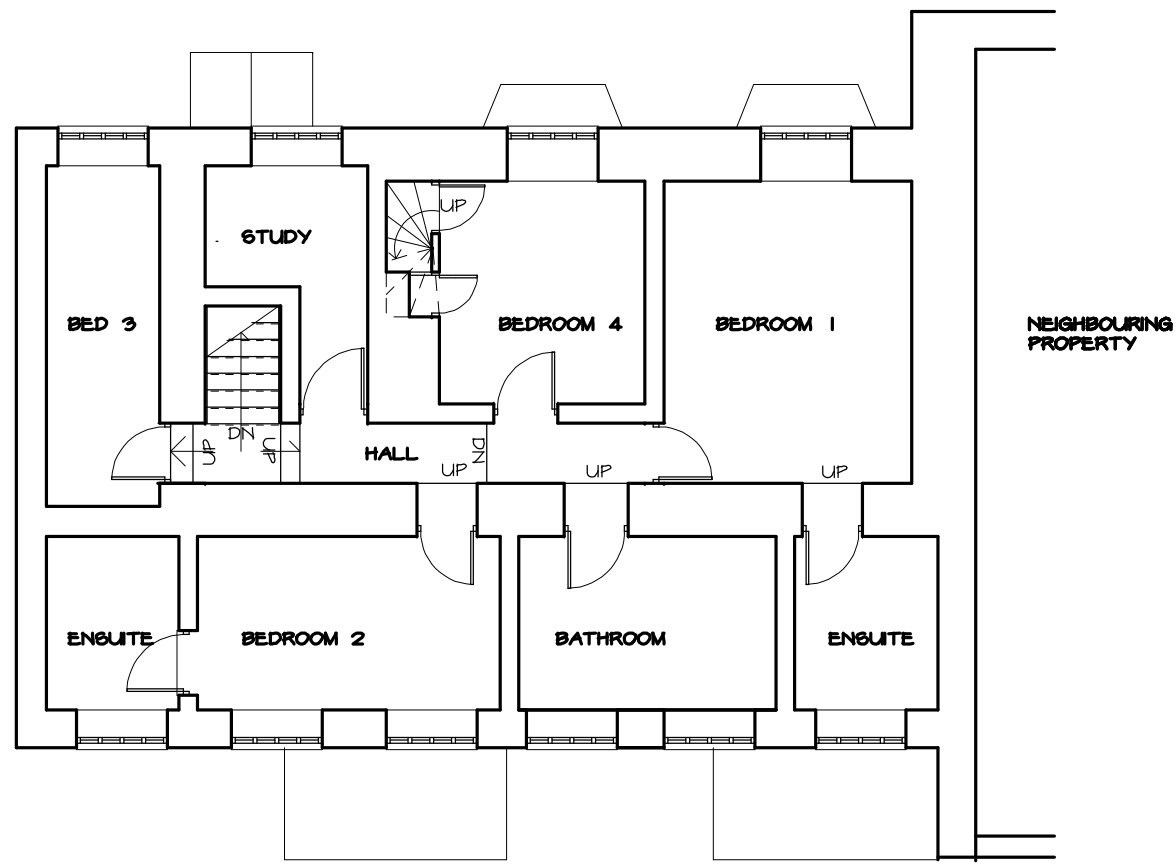 UP
STUDY
BED 3
BEDROOM 4
BEDROOM 1
NEIGHBOURING
PROPERTY
DN
UP
UP
HALL
DN
UP
UP
UP
ENSUITE
BEDROOM 2
BATHROOM
ENSUITE